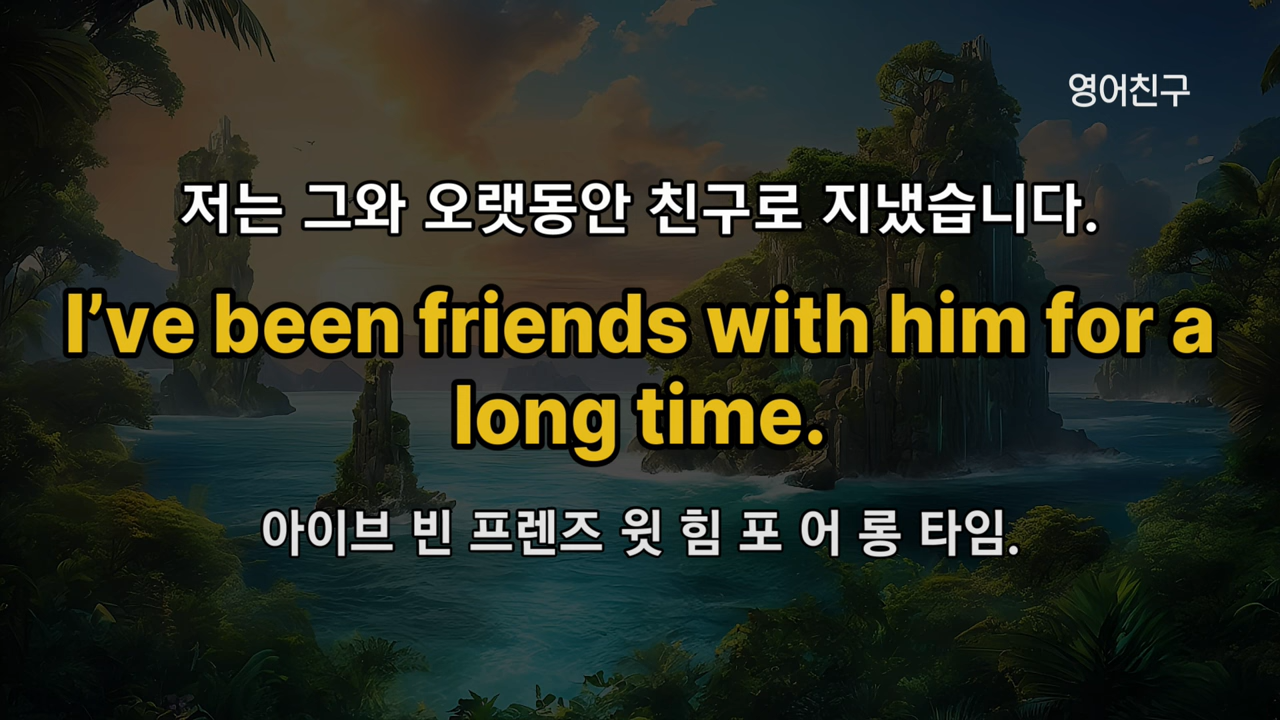 영어친구
저는 그와 오랫동안 친구로 지냈습니다.
I’ve been friends with him for a
long time.
아이브 빈 프렌즈 윗 힘 포 어 롱 타임.